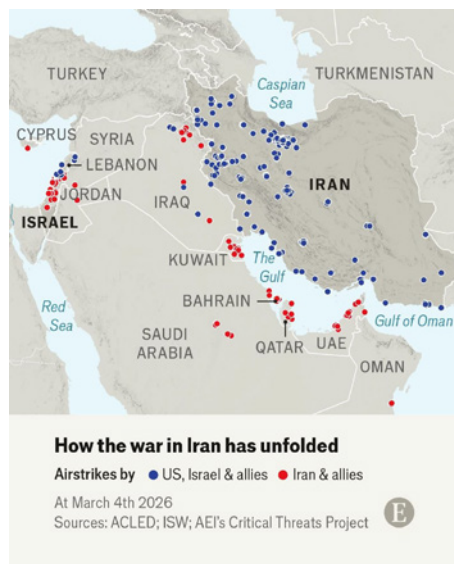 TURKEY
Caspian
Sea
TURKMENISTAN
CYPRUS
SYRIA
LEBANON
JORDAN
ISRAEL
IRAQ
IRAN
KUWAIT
The
Gulf
BAHRAIN
Red
Sea
SAUDI
ARABIA
QATAR
UAE
Gulf of Oman
OMAN
How the war in Iran has unfolded
Airstrikes by US, Israel & allies Iran & allies
At March 4th 2026
Sources: ACLED; ISW; AEI's Critical Threats Project
E